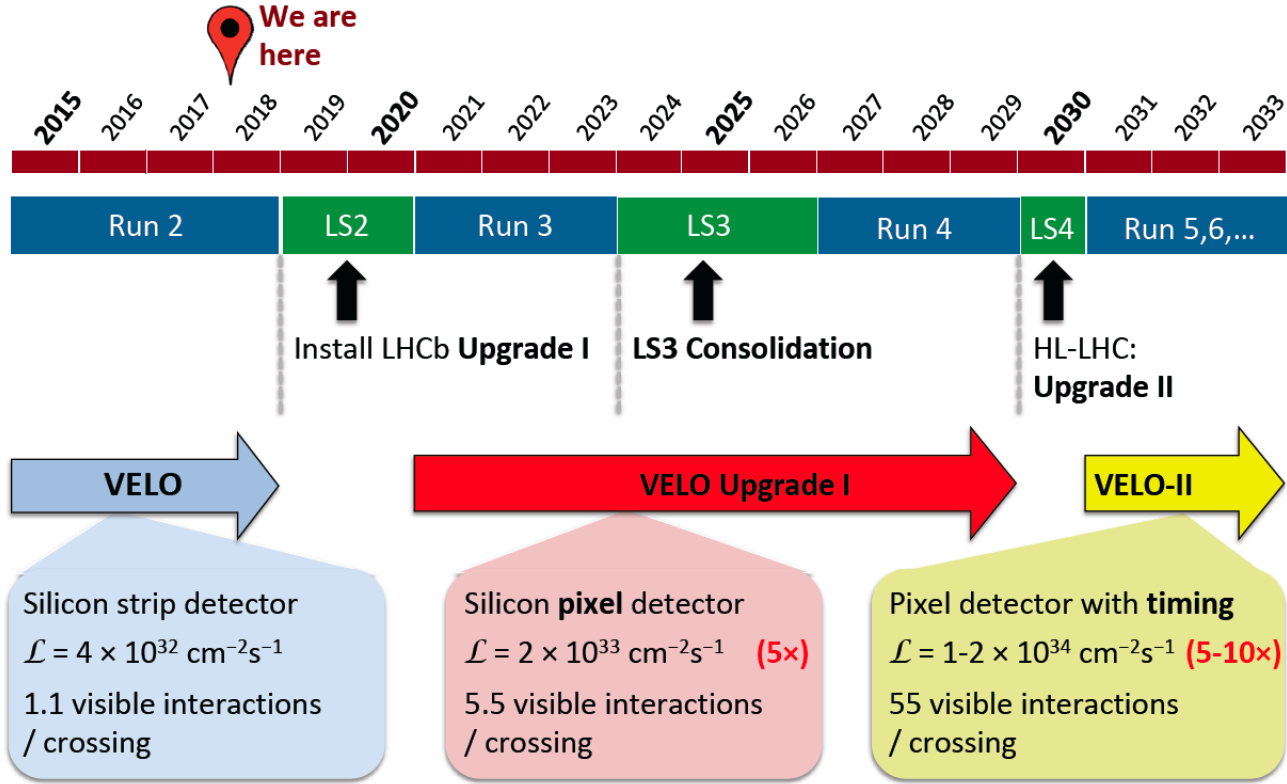 We are
here
2015 2016 2017 2018 2019 2020 2021 2022 2023 2024 2025 2026 2027 2028 2029 2030 2031 2032 2033
Run 2 LS2 Run 3 LS3 Run 4 LS4 Run 5,6,...
Install LHCb Upgrade I LS3 Consolidation HL-LHC:
Upgrade II
VELO VELO Upgrade I VELO-II
Silicon strip detector
ℒ = 4 × 10³² cm⁻²s⁻¹
1.1 visible interactions
/ crossing
Silicon pixel detector
ℒ = 2 × 10³³ cm⁻²s⁻¹ (5×)
5.5 visible interactions
/ crossing
Pixel detector with timing
ℒ = 1-2 × 10³⁴ cm⁻²s⁻¹ (5-10×)
55 visible interactions
/ crossing